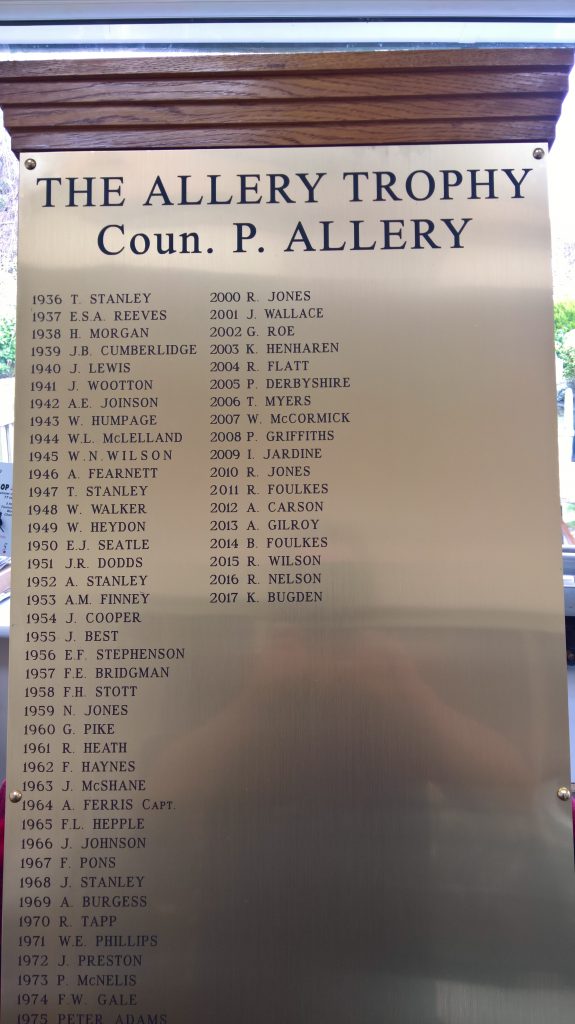 THE ALLERY TROPHY
Coun. P. ALLERY
1936 T. STANLEY
1937 E.S.A. REEVES
1938 H. MORGAN
1939 J.B. CUMBERLIDGE
1940 J. LEWIS
1941 J. WOOTTON
1942 A.E. JOINSON
1943 W. HUMPAGE
1944 W.L. McLELLAND
1945 W.N.WILSON
1946 A. FEARNETT
1947 T. STANLEY
1948 W. WALKER
1949 W. HEYDON
1950 E.J. SEATLE
1951 J.R. DODDS
1952 A. STANLEY
1953 A.M. FINNEY
1954 J. COOPER
1955 J. BEST
1956 E.F. STEPHENSON
1957 F.E. BRIDGMAN
1958 F.H. STOTT
1959 N. JONES
1960 G. PIKE
1961 R. HEATH
1962 F. HAYNES
1963 J. McSHANE
1964 A. FERRIS CAPT.
1965 F.L. HEPPLE
1966 J. JOHNSON
1967 F. PONS
1968 J. STANLEY
1969 A. BURGESS
1970 R. TAPP
1971 W.E. PHILLIPS
1972 J. PRESTON
1973 P. McNELIS
1974 F.W. GALE
1975 PETER ADAMS
2000 R. JONES
2001 J. WALLACE
2002 G. ROE
2003 K. HENHAREN
2004 R. FLATT
2005 P. DERBYSHIRE
2006 T. MYERS
2007 W. McCORMICK
2008 P. GRIFFITHS
2009 I. JARDINE
2010 R. JONES
2011 R. FOULKES
2012 A. CARSON
2013 A. GILROY
2014 B. FOULKES
2015 R. WILSON
2016 R. NELSON
2017 K. BUGDEN